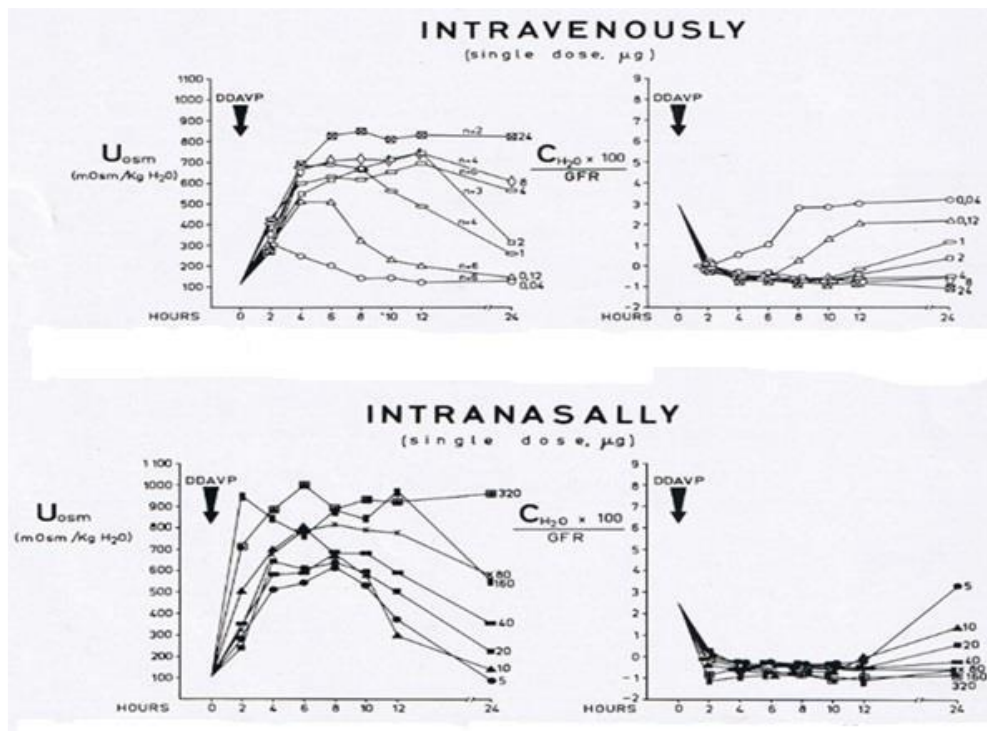 INTRAVENOUSLY
(single dose, µg)
DDAVP
Uosm
(mOsm/Kg H₂O)
1100
1000
900
800
700
600
500
400
300
200
100
n=2
n=4
n=6
n=3
n=4
n=6
24
8
4
2
1
0,12
0,04
HOURS 0 2 4 6 8 10 12 24
DDAVP
CH₂O × 100
GFR
9
8
7
6
5
4
3
2
1
0
-1
-2
0,04
0,12
1
2
4
8
24
HOURS 0 2 4 6 8 10 12 24
INTRANASALLY
(single dose, µg)
DDAVP
Uosm
(mOsm/Kg H₂O)
1 100
1000
900
800
700
600
500
400
300
200
100
320
80
160
40
20
10
5
HOURS 0 2 4 6 8 10 12 24
DDAVP
CH₂O × 100
GFR
9
8
7
6
5
4
3
2
1
0
-1
-2
5
10
20
40
80
160
320
HOURS 0 2 4 6 8 10 12 24